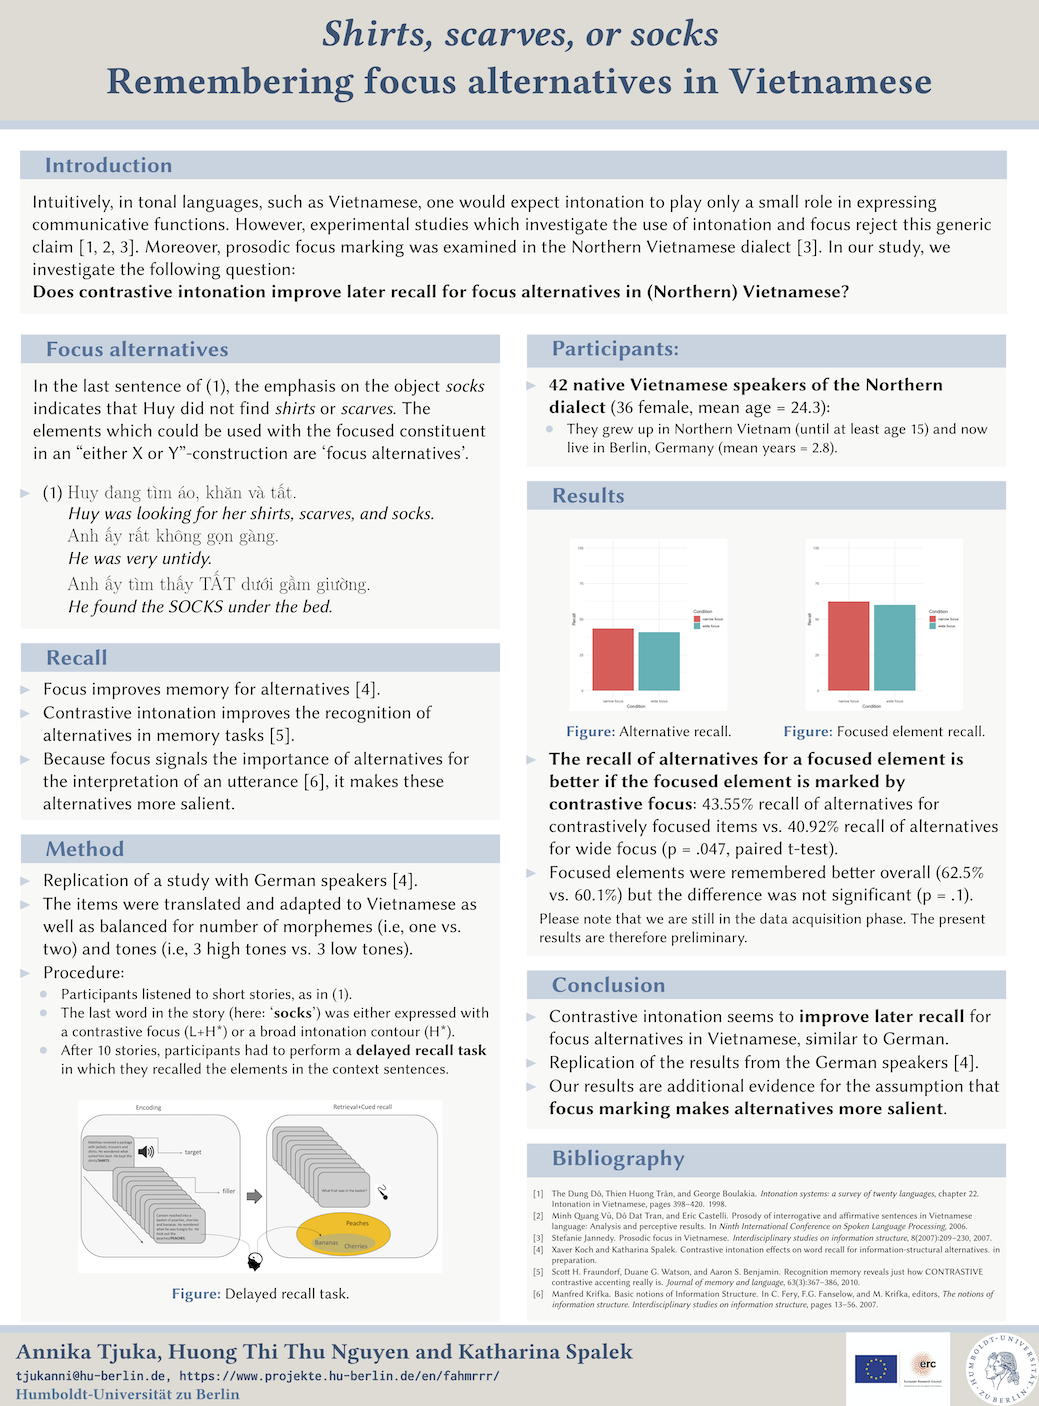 Shirts, scarves, or socks
Remembering focus alternatives in Vietnamese
Introduction
Intuitively, in tonal languages, such as Vietnamese, one would expect intonation to play only a small role in expressing
communicative functions. However, experimental studies which investigate the use of intonation and focus reject this generic
claim [1, 2, 3]. Moreover, prosodic focus marking was examined in the Northern Vietnamese dialect [3]. In our study, we
investigate the following question:
Does contrastive intonation improve later recall for focus alternatives in (Northern) Vietnamese?
Focus alternatives
In the last sentence of (1), the emphasis on the object socks
indicates that Huy did not find shirts or scarves. The
elements which could be used with the focused constituent
in an “either X or Y”-construction are ‘focus alternatives’.
(1) Huy đang tìm áo, khăn và tất.
Huy was looking for her shirts, scarves, and socks.
Anh ấy rất không gọn gàng.
He was very untidy.
Anh ấy tìm thấy TẤT dưới gầm giường.
He found the SOCKS under the bed.
Recall
Focus improves memory for alternatives [4].
Contrastive intonation improves the recognition of
alternatives in memory tasks [5].
Because focus signals the importance of alternatives for
the interpretation of an utterance [6], it makes these
alternatives more salient.
Method
Replication of a study with German speakers [4].
The items were translated and adapted to Vietnamese as
well as balanced for number of morphemes (i.e, one vs.
two) and tones (i.e, 3 high tones vs. 3 low tones).
Procedure:
Participants listened to short stories, as in (1).
The last word in the story (here: ‘socks’) was either expressed with
a contrastive focus (L+H*) or a broad intonation contour (H*).
After 10 stories, participants had to perform a delayed recall task
in which they recalled the elements in the context sentences.
Encoding
Retrieval+Cued recall
target
filler
What fruit was in the basket?
Peaches
Bananas
Cherries
Figure: Delayed recall task.
Participants:
42 native Vietnamese speakers of the Northern
dialect (36 female, mean age = 24.3):
They grew up in Northern Vietnam (until at least age 15) and now
live in Berlin, Germany (mean years = 2.8).
Results
100
75
50
25
0
Recall
narrow focus wide focus
Condition
Condition
narrow focus
wide focus
100
75
50
25
0
Recall
narrow focus wide focus
Condition
Condition
narrow focus
wide focus
Figure: Alternative recall.
Figure: Focused element recall.
The recall of alternatives for a focused element is
better if the focused element is marked by
contrastive focus: 43.55% recall of alternatives for
contrastively focused items vs. 40.92% recall of alternatives
for wide focus (p = .047, paired t-test).
Focused elements were remembered better overall (62.5%
vs. 60.1%) but the difference was not significant (p = .1).
Please note that we are still in the data acquisition phase. The present
results are therefore preliminary.
Conclusion
Contrastive intonation seems to improve later recall for
focus alternatives in Vietnamese, similar to German.
Replication of the results from the German speakers [4].
Our results are additional evidence for the assumption that
focus marking makes alternatives more salient.
Bibliography
[1] The Dung Dô, Thien Huong Trân, and George Boulakia. Intonation systems: a survey of twenty languages, chapter 22.
Intonation in Vietnamese, pages 398–420. 1998.
[2] Minh Quang Vũ, Dô Dat Tran, and Eric Castelli. Prosody of interrogative and affirmative sentences in Vietnamese
language: Analysis and perceptive results. In Ninth International Conference on Spoken Language Processing, 2006.
[3] Stefanie Jannedy. Prosodic focus in Vietnamese. Interdisciplinary studies on information structure, 8(2007):209–230, 2007.
[4] Xaver Koch and Katharina Spalek. Contrastive intonation effects on word recall for information-structural alternatives. in
preparation.
[5] Scott H. Fraundorf, Duane G. Watson, and Aaron S. Benjamin. Recognition memory reveals just how CONTRASTIVE
contrastive accenting really is. Journal of memory and language, 63(3):367–386, 2010.
[6] Manfred Krifka. Basic notions of Information Structure. In C. Fery, F.G. Fanselow, and M. Krifka, editors, The notions of
information structure. Interdisciplinary studies on information structure, pages 13–56. 2007.
Annika Tjuka, Huong Thi Thu Nguyen and Katharina Spalek
tjukanni@hu-berlin.de, https://www.projekte.hu-berlin.de/en/fahmrrr/
Humboldt-Universität zu Berlin
erc
European Research Council
HUMBOLDT-UNIVERSITÄT
ZU BERLIN